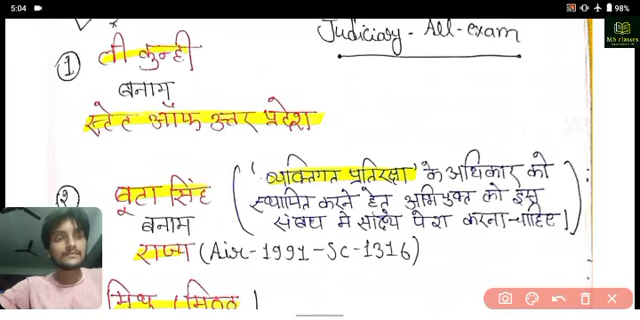 5:04
98%
Judiciary - All-exam
MS classes
① ली कुन्ही
बनाम
स्टेट ऑफ उत्तर प्रदेश
② बूटा सिंह
बनाम
राज्य (Air-1991-SC-1316)
('व्यक्तिगत प्रतिरक्षा' के अधिकार को
स्थापित करने हेतु अभियुक्त को इस
संबंध मे साक्ष्य पेश करना चाहिए।)